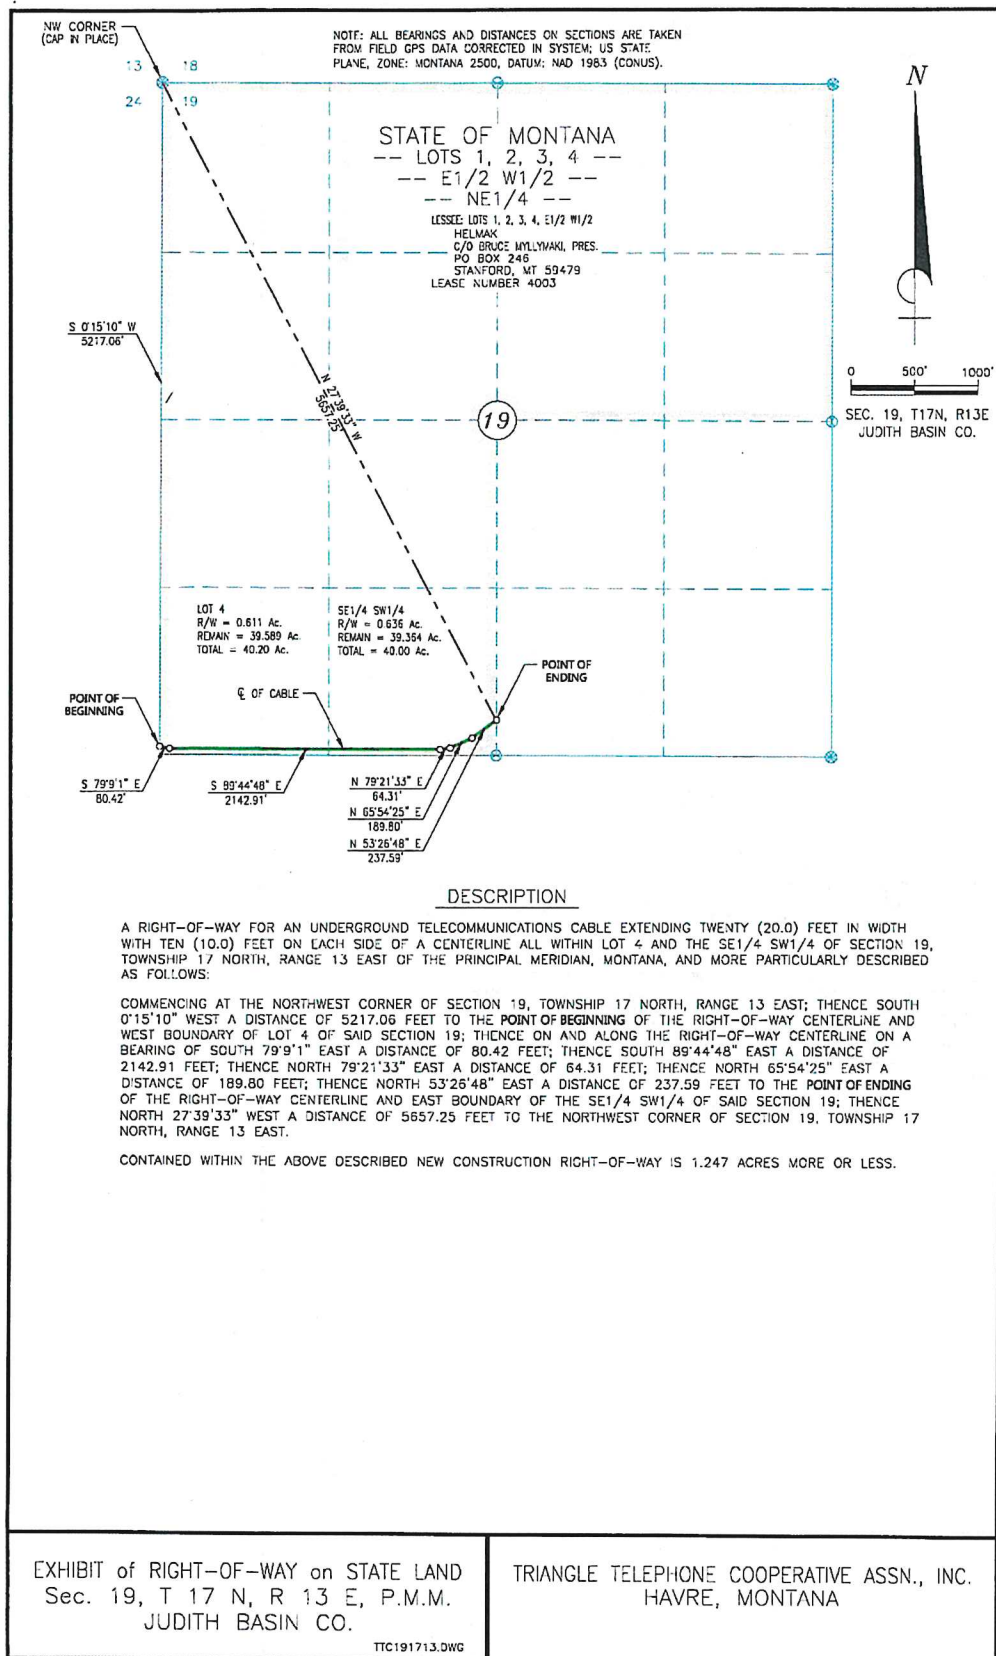 NW CORNER
(CAP IN PLACE)
NOTE: ALL BEARINGS AND DISTANCES ON SECTIONS ARE TAKEN
FROM FIELD GPS DATA CORRECTED IN SYSTEM; US STATE
PLANE, ZONE: MONTANA 2500, DATUM: NAD 1983 (CONUS).
13 18
24 19
N
STATE OF MONTANA
-- LOTS 1, 2, 3, 4 --
-- E1/2 W1/2 --
-- NE1/4 --
LESSEE: LOTS 1, 2, 3, 4, E1/2 W1/2
HELMAK
C/O BRUCE MYLLYMAKI, PRES.
PO BOX 246
STANFORD, MT 59479
LEASE NUMBER 4003
S 0°15'10" W
5217.06'
N 27°39'33" W
5657.25'
19
0 500' 1000'
SEC. 19, T17N, R13E
JUDITH BASIN CO.
LOT 4
R/W = 0.611 Ac.
REMAIN = 39.589 Ac.
TOTAL = 40.20 Ac.
SE1/4 SW1/4
R/W = 0.636 Ac.
REMAIN = 39.364 Ac.
TOTAL = 40.00 Ac.
POINT OF
ENDING
POINT OF
BEGINNING
℄ OF CABLE
S 79°9'1" E
80.42'
S 89°44'48" E
2142.91'
N 79°21'33" E
64.31'
N 65°54'25" E
189.80'
N 53°26'48" E
237.59'
DESCRIPTION
A RIGHT-OF-WAY FOR AN UNDERGROUND TELECOMMUNICATIONS CABLE EXTENDING TWENTY (20.0) FEET IN WIDTH
WITH TEN (10.0) FEET ON EACH SIDE OF A CENTERLINE ALL WITHIN LOT 4 AND THE SE1/4 SW1/4 OF SECTION 19,
TOWNSHIP 17 NORTH, RANGE 13 EAST OF THE PRINCIPAL MERIDIAN, MONTANA, AND MORE PARTICULARLY DESCRIBED
AS FOLLOWS:
COMMENCING AT THE NORTHWEST CORNER OF SECTION 19, TOWNSHIP 17 NORTH, RANGE 13 EAST; THENCE SOUTH
0°15'10" WEST A DISTANCE OF 5217.06 FEET TO THE POINT OF BEGINNING OF THE RIGHT-OF-WAY CENTERLINE AND
WEST BOUNDARY OF LOT 4 OF SAID SECTION 19; THENCE ON AND ALONG THE RIGHT-OF-WAY CENTERLINE ON A
BEARING OF SOUTH 79°9'1" EAST A DISTANCE OF 80.42 FEET; THENCE SOUTH 89°44'48" EAST A DISTANCE OF
2142.91 FEET; THENCE NORTH 79°21'33" EAST A DISTANCE OF 64.31 FEET; THENCE NORTH 65°54'25" EAST A
DISTANCE OF 189.80 FEET; THENCE NORTH 53°26'48" EAST A DISTANCE OF 237.59 FEET TO THE POINT OF ENDING
OF THE RIGHT-OF-WAY CENTERLINE AND EAST BOUNDARY OF THE SE1/4 SW1/4 OF SAID SECTION 19; THENCE
NORTH 27°39'33" WEST A DISTANCE OF 5657.25 FEET TO THE NORTHWEST CORNER OF SECTION 19, TOWNSHIP 17
NORTH, RANGE 13 EAST.
CONTAINED WITHIN THE ABOVE DESCRIBED NEW CONSTRUCTION RIGHT-OF-WAY IS 1.247 ACRES MORE OR LESS.
EXHIBIT of RIGHT-OF-WAY on STATE LAND
Sec. 19, T 17 N, R 13 E, P.M.M.
JUDITH BASIN CO.
TTC191713.DWG
TRIANGLE TELEPHONE COOPERATIVE ASSN., INC.
HAVRE, MONTANA